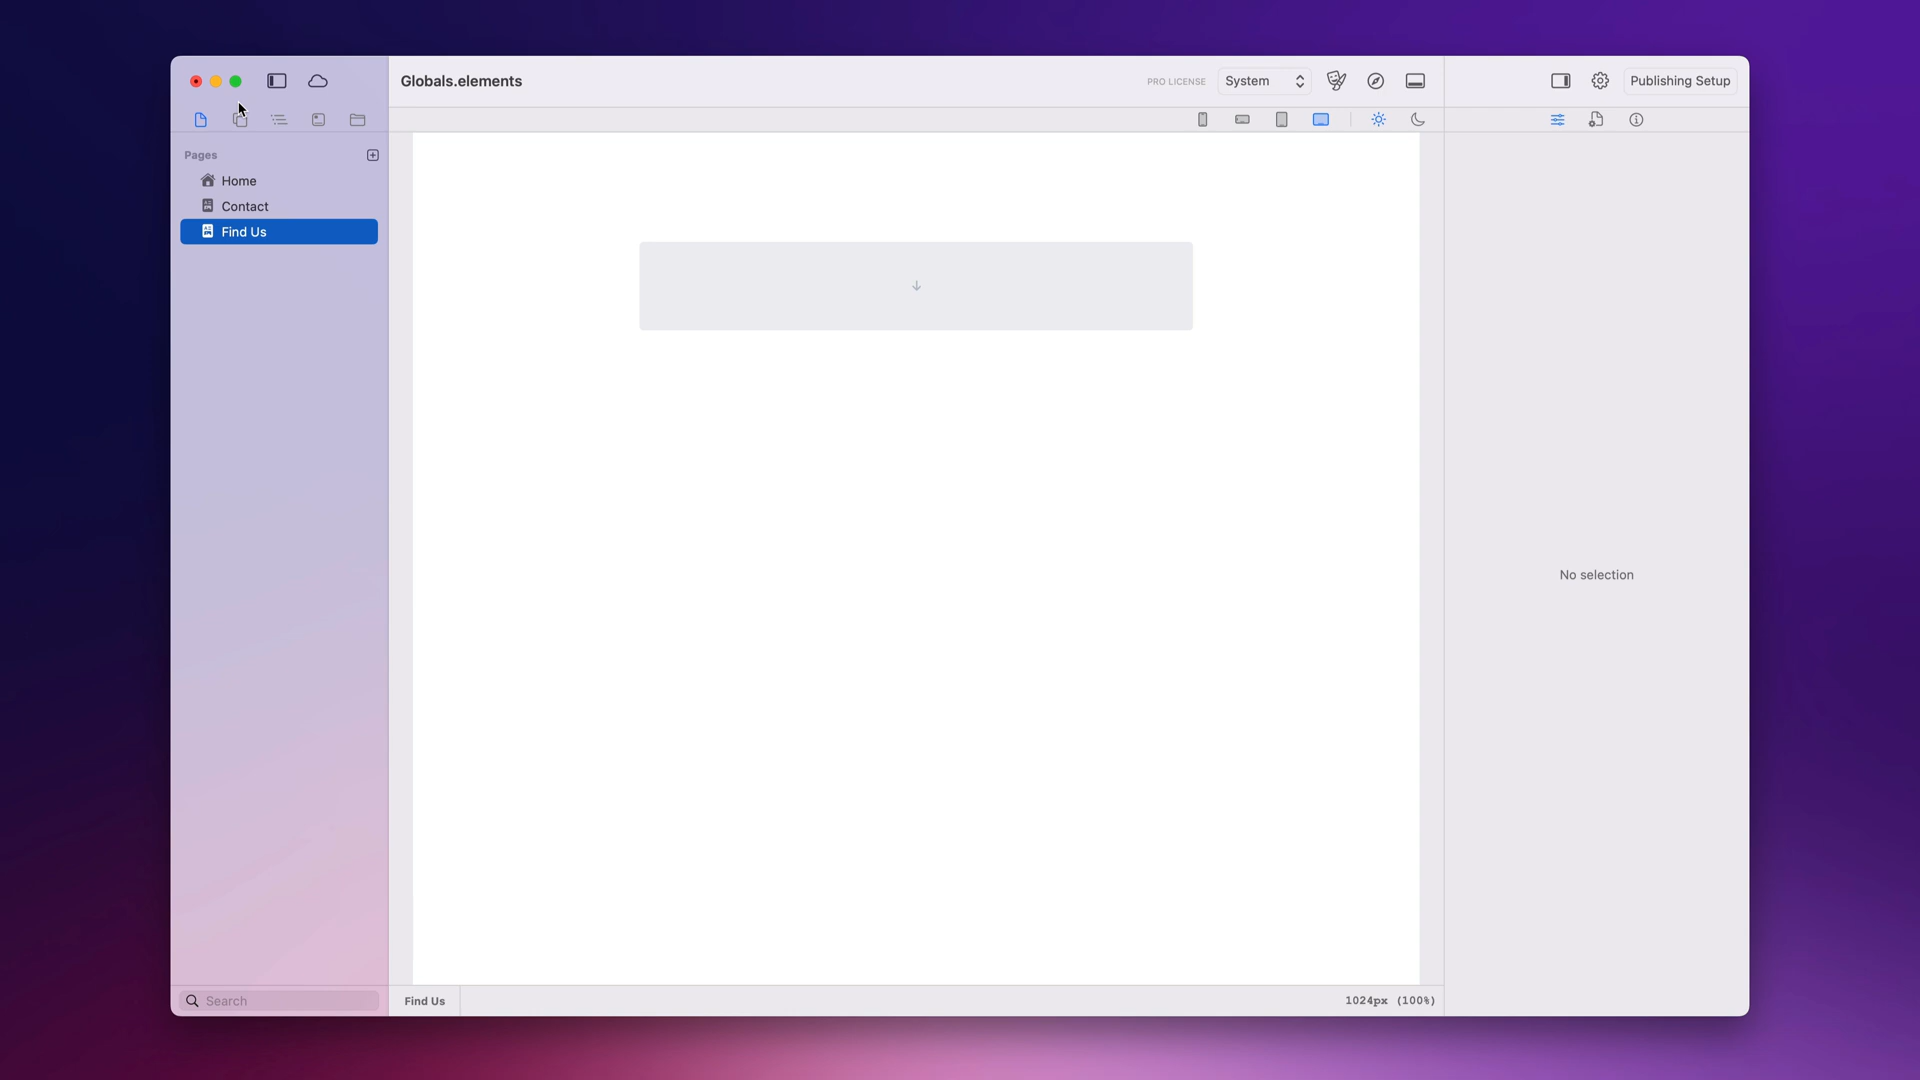 Globals.elements
PRO LICENSE
System
Publishing Setup
Pages
Home
Contact
Find Us
No selection
Search
Find Us
1024px (100%)